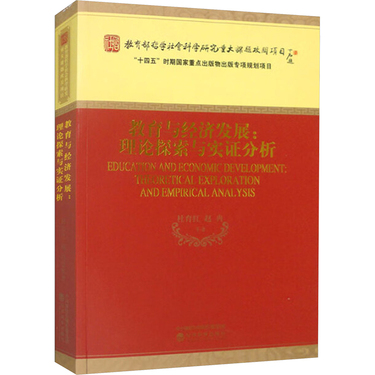 教育部哲学社会科学研究重大课题攻关项目
“十四五”时期国家重点出版物出版专项规划项目
教育与经济发展：
理论探索与实证分析
EDUCATION AND ECONOMIC DEVELOPMENT:
THEORETICAL EXPLORATION
AND EMPIRICAL ANALYSIS
教育与经济发展：
理论探索与实证分析